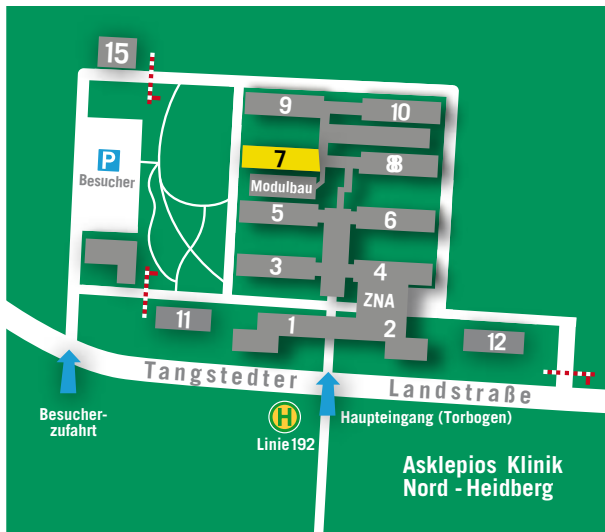 15
9
10
P
Besucher
7
8
Modulbau
5
6
3
4
ZNA
11
1
2
12
Tangstedter Landstraße
Besucher-
zufahrt
H
Linie 192
Haupteingang (Torbogen)
Asklepios Klinik
Nord - Heidberg